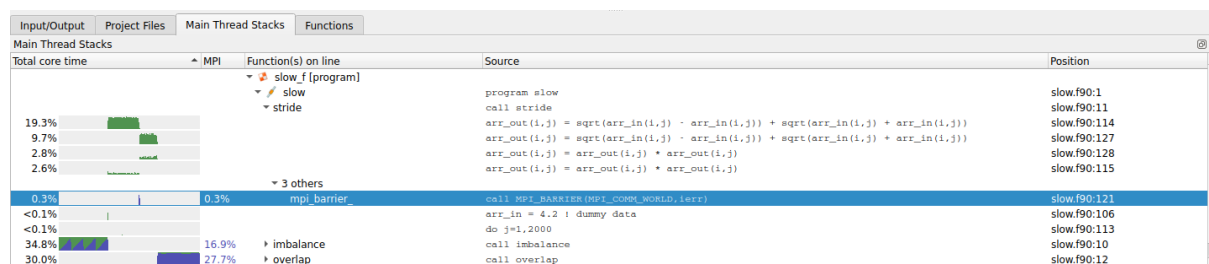 Input/Output Project Files Main Thread Stacks Functions
Main Thread Stacks
Total core time MPI Function(s) on line Source Position
slow_f [program]
slow program slow slow.f90:1
stride call stride slow.f90:11
19.3% arr_out(i,j) = sqrt(arr_in(i,j) - arr_in(i,j)) + sqrt(arr_in(i,j) + arr_in(i,j)) slow.f90:114
9.7% arr_out(i,j) = sqrt(arr_in(i,j) - arr_in(i,j)) + sqrt(arr_in(i,j) + arr_in(i,j)) slow.f90:127
2.8% arr_out(i,j) = arr_out(i,j) * arr_out(i,j) slow.f90:128
2.6% arr_out(i,j) = arr_out(i,j) * arr_out(i,j) slow.f90:115
3 others
0.3% 0.3% mpi_barrier_ call MPI_BARRIER(MPI_COMM_WORLD,ierr) slow.f90:121
<0.1% arr_in = 4.2 ! dummy data slow.f90:106
<0.1% do j=1,2000 slow.f90:113
34.8% 16.9% imbalance call imbalance slow.f90:10
30.0% 27.7% overlap call overlap slow.f90:12